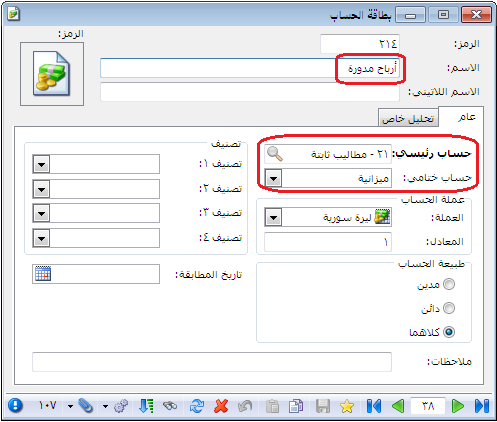 بطاقة الحساب
الرمز: ٢١٤
الرمز:
الاسم: أرباح مدورة
الاسم اللاتيني:
عام
تحليل خاص
حساب رئيسي: ٢١ - مطاليب ثابتة
حساب ختامي: ميزانية
عملة الحساب
العملة: ليرة سورية
المعادل: ١
طبيعة الحساب
مدين
دائن
كلاهما
تصنيف
تصنيف ١:
تصنيف ٢:
تصنيف ٣:
تصنيف ٤:
تاريخ المطابقة:
ملاحظات:
٣٨
١٠٧